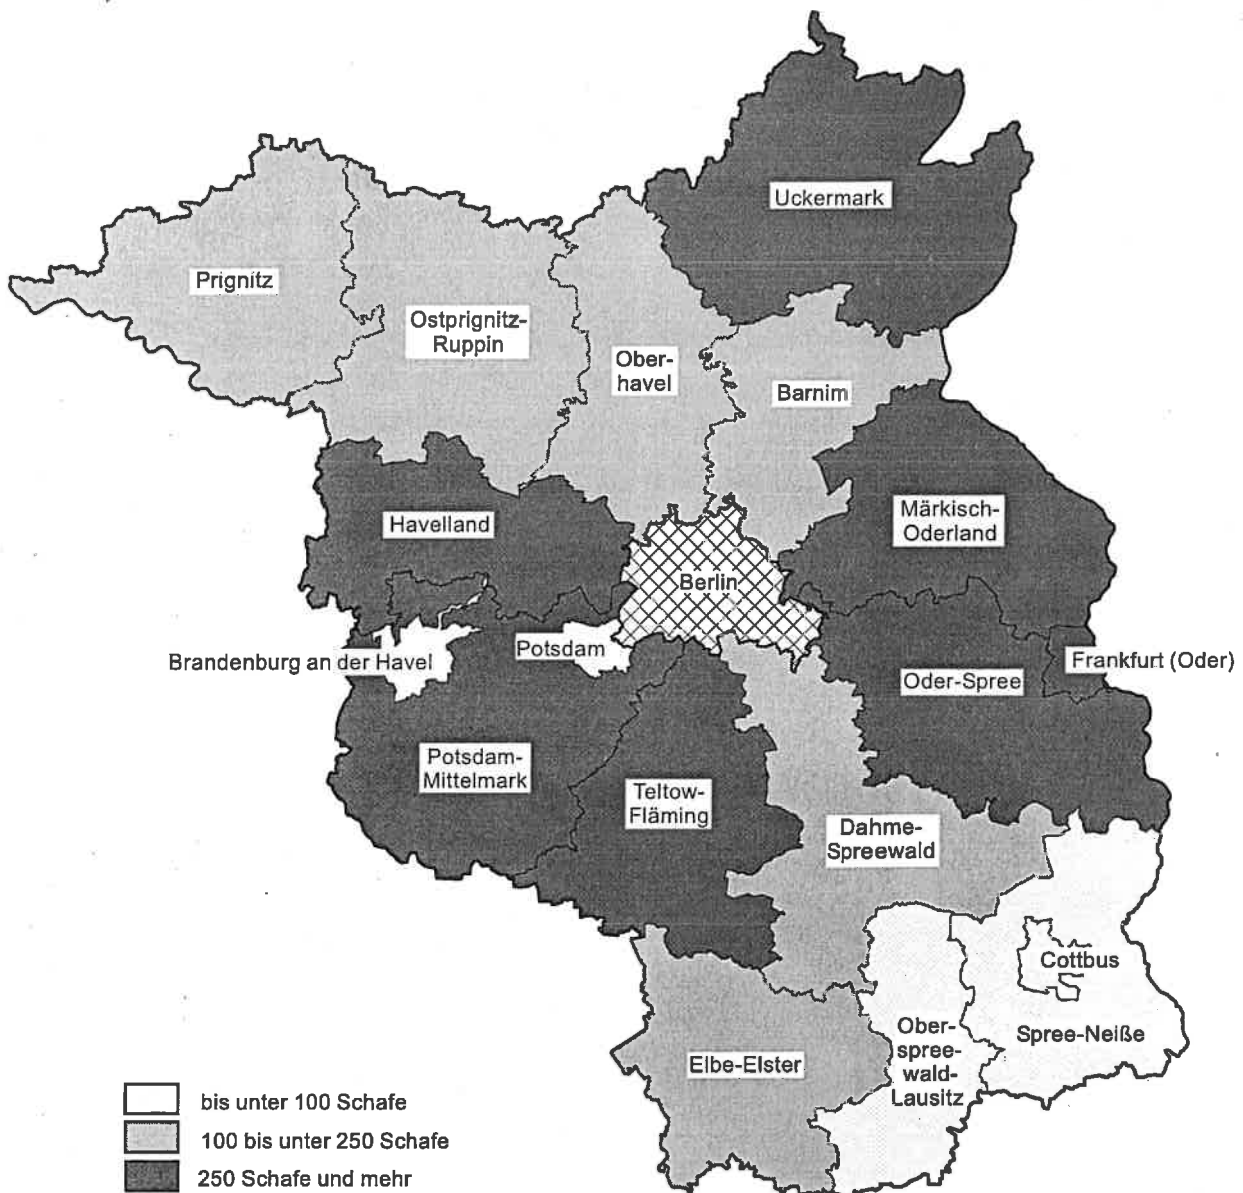 Uckermark
Prignitz
Ostprignitz-
Ruppin
Ober-
havel
Barnim
Havelland
Märkisch-
Oderland
Berlin
Potsdam
Brandenburg an der Havel
Frankfurt (Oder)
Oder-Spree
Potsdam-
Mittelmark
Teltow-
Fläming
Dahme-
Spreewald
Cottbus
Spree-Neiße
Ober-
spree-
wald-
Lausitz
Elbe-Elster
bis unter 100 Schafe
100 bis unter 250 Schafe
250 Schafe und mehr